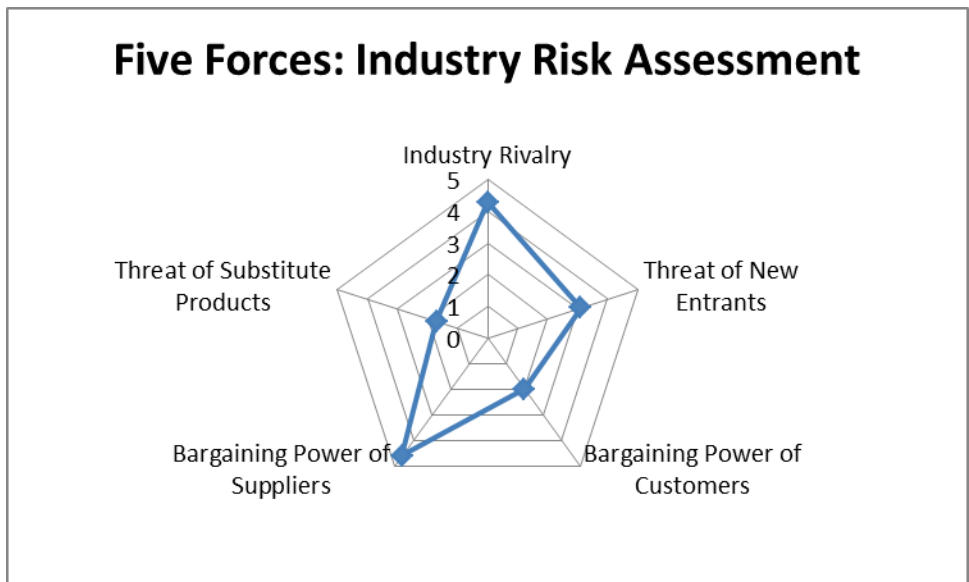 Five Forces: Industry Risk Assessment
Industry Rivalry
5
4
3
2
1
0
Threat of Substitute
Products
Threat of New
Entrants
Bargaining Power of
Suppliers
Bargaining Power of
Customers